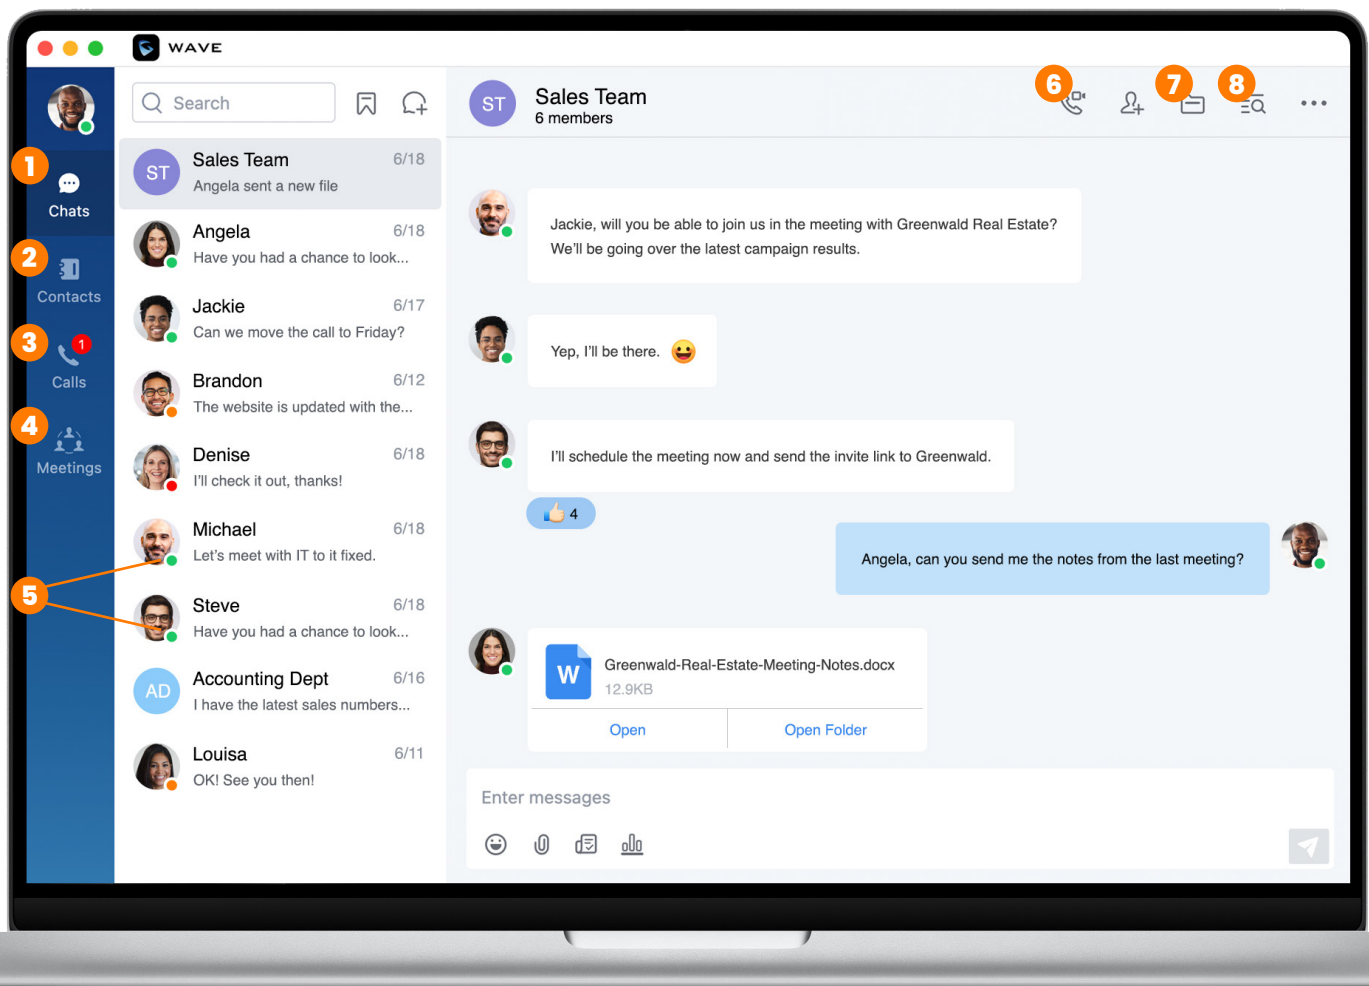 WAVE
1
Chats
2
Contacts
3
1
Calls
4
Meetings
5
Search
ST
Sales Team
6/18
Angela sent a new file
Angela
6/18
Have you had a chance to look...
Jackie
6/17
Can we move the call to Friday?
Brandon
6/12
The website is updated with the...
Denise
6/18
I'll check it out, thanks!
Michael
6/18
Let's meet with IT to it fixed.
Steve
6/18
Have you had a chance to look...
AD
Accounting Dept
6/16
I have the latest sales numbers...
Louisa
6/11
OK! See you then!
ST
Sales Team
6 members
6
7
8
Jackie, will you be able to join us in the meeting with Greenwald Real Estate?
We'll be going over the latest campaign results.
Yep, I'll be there. 😀
I'll schedule the meeting now and send the invite link to Greenwald.
👍🏻 4
Angela, can you send me the notes from the last meeting?
W
Greenwald-Real-Estate-Meeting-Notes.docx
12.9KB
Open
Open Folder
Enter messages